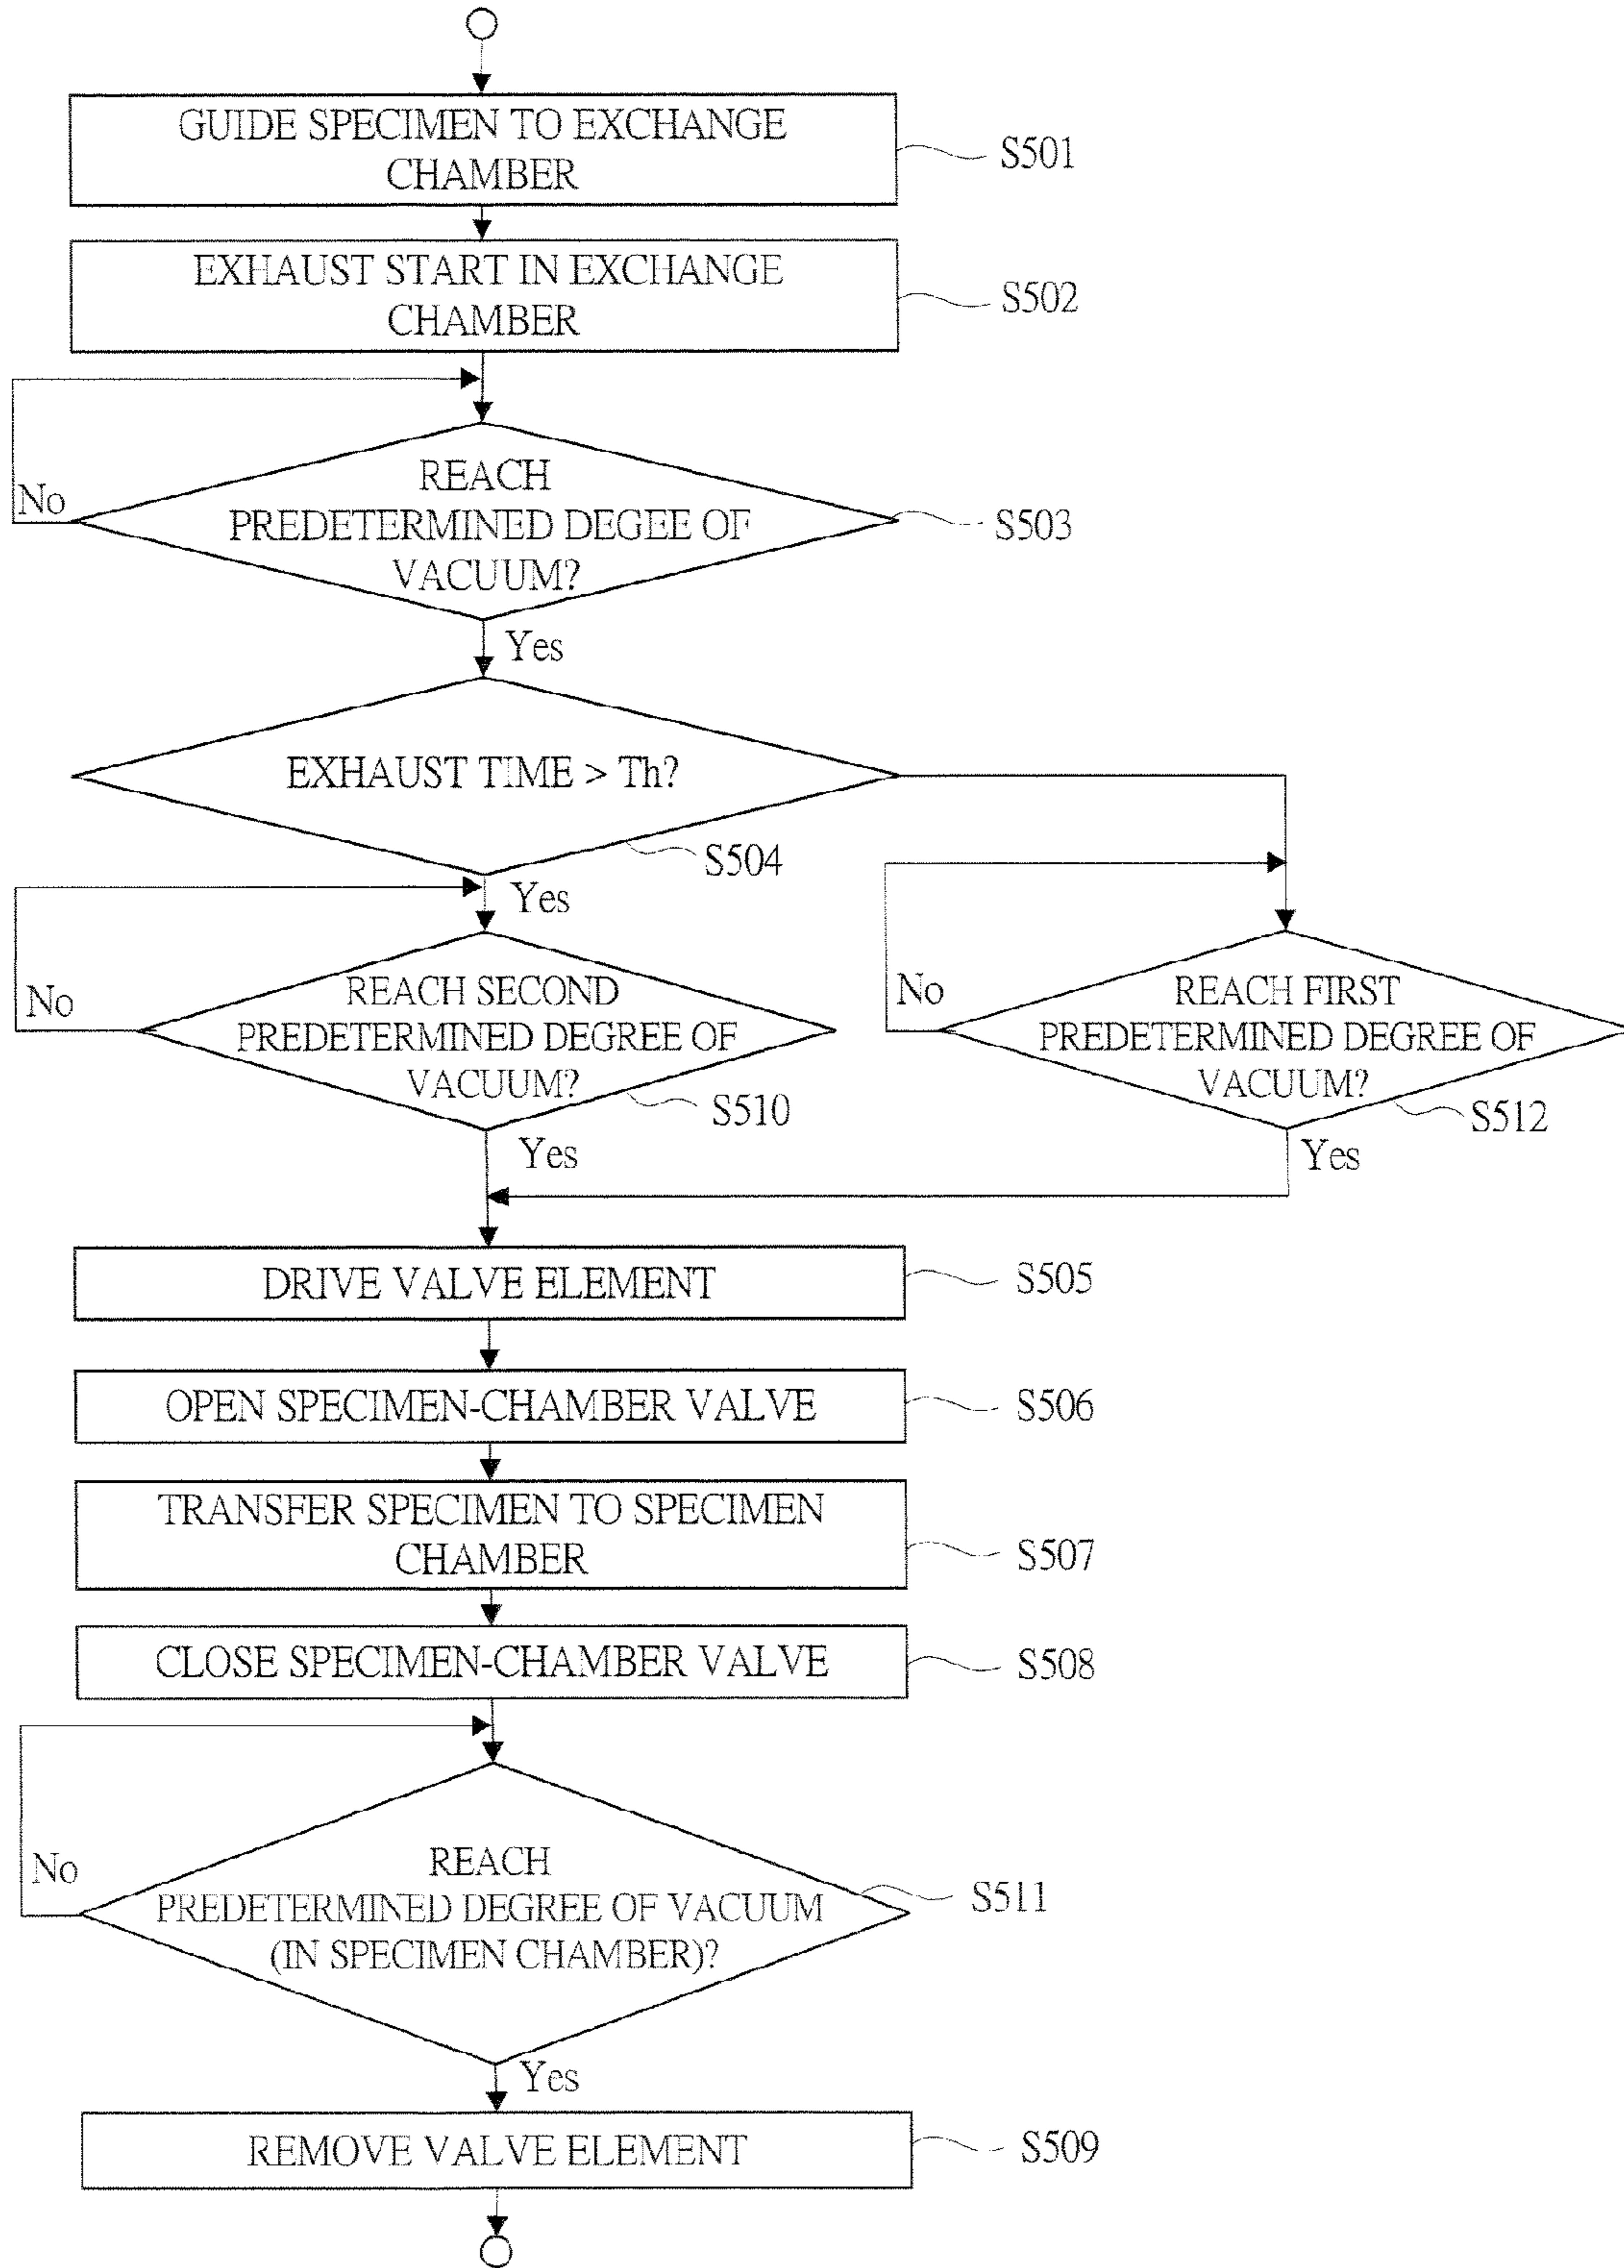 GUIDE SPECIMEN TO EXCHANGE
CHAMBER
S501
EXHAUST START IN EXCHANGE
CHAMBER
S502
No
REACH
PREDETERMINED DEGEE OF
VACUUM?
S503
Yes
EXHAUST TIME > Th?
S504
Yes
No
REACH SECOND
PREDETERMINED DEGREE OF
VACUUM?
S510
Yes
No
REACH FIRST
PREDETERMINED DEGREE OF
VACUUM?
S512
Yes
DRIVE VALVE ELEMENT
S505
OPEN SPECIMEN-CHAMBER VALVE
S506
TRANSFER SPECIMEN TO SPECIMEN
CHAMBER
S507
CLOSE SPECIMEN-CHAMBER VALVE
S508
No
REACH
PREDETERMINED DEGREE OF VACUUM
(IN SPECIMEN CHAMBER)?
S511
Yes
REMOVE VALVE ELEMENT
S509